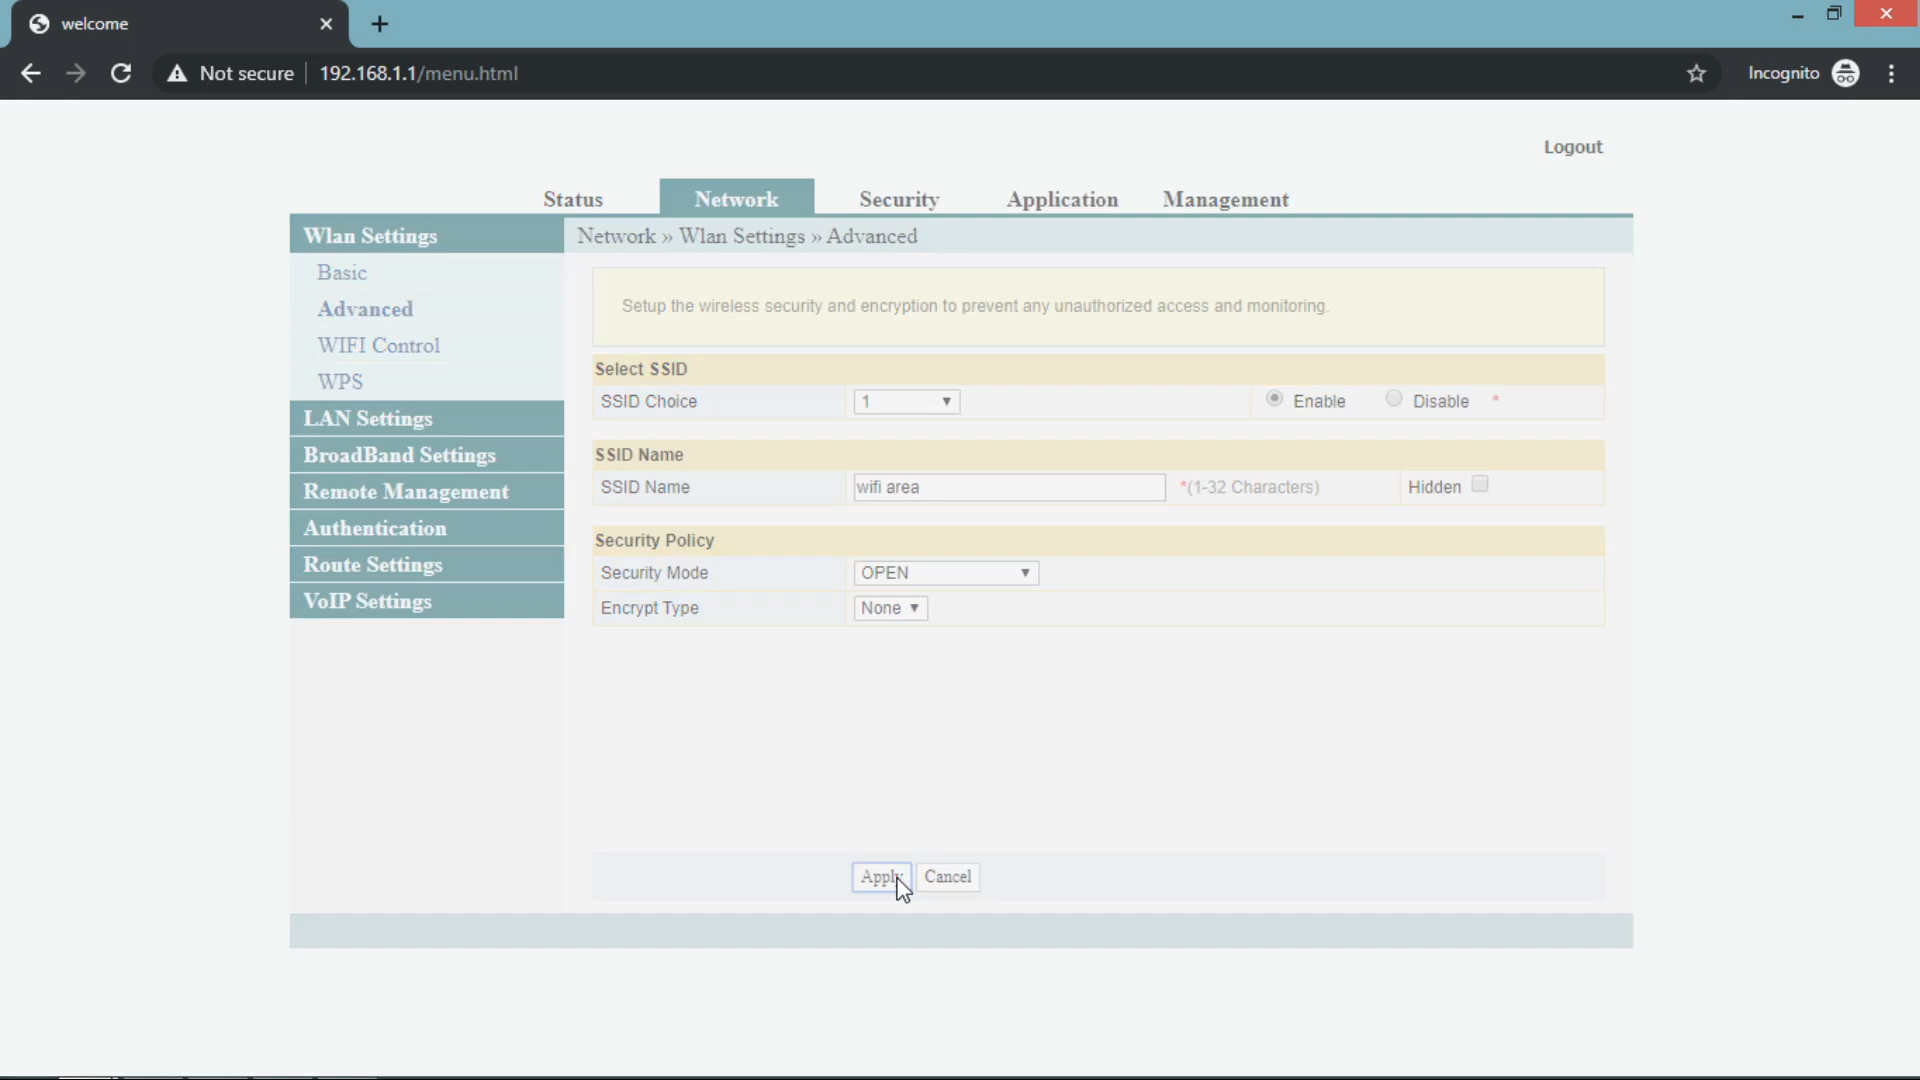 welcome
Not secure 192.168.1.1/menu.html
Incognito
Logout
Status Network Security Application Management
Wlan Settings
Network » Wlan Settings » Advanced
Basic
Advanced
WIFI Control
WPS
LAN Settings
BroadBand Settings
Remote Management
Authentication
Route Settings
VoIP Settings
Setup the wireless security and encryption to prevent any unauthorized access and monitoring.
Select SSID
SSID Choice 1 Enable Disable *
SSID Name
SSID Name wifi area *(1-32 Characters) Hidden
Security Policy
Security Mode OPEN
Encrypt Type None
Apply Cancel